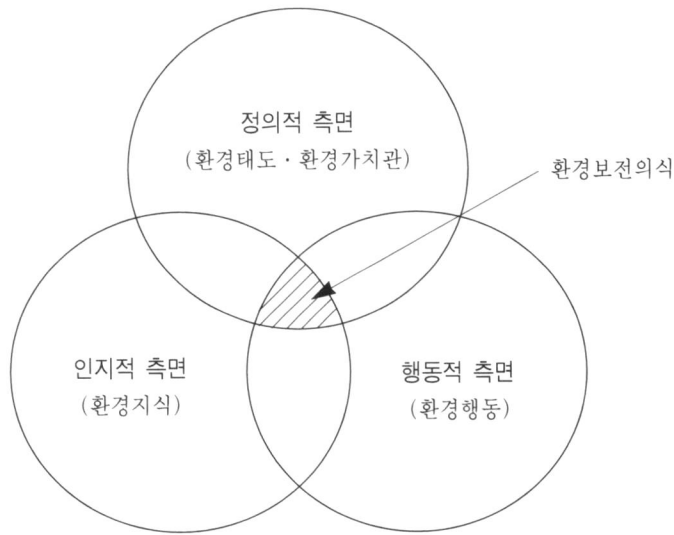 정의적 측면
(환경태도·환경가치관)
환경보전의식
인지적 측면
(환경지식)
행동적 측면
(환경행동)